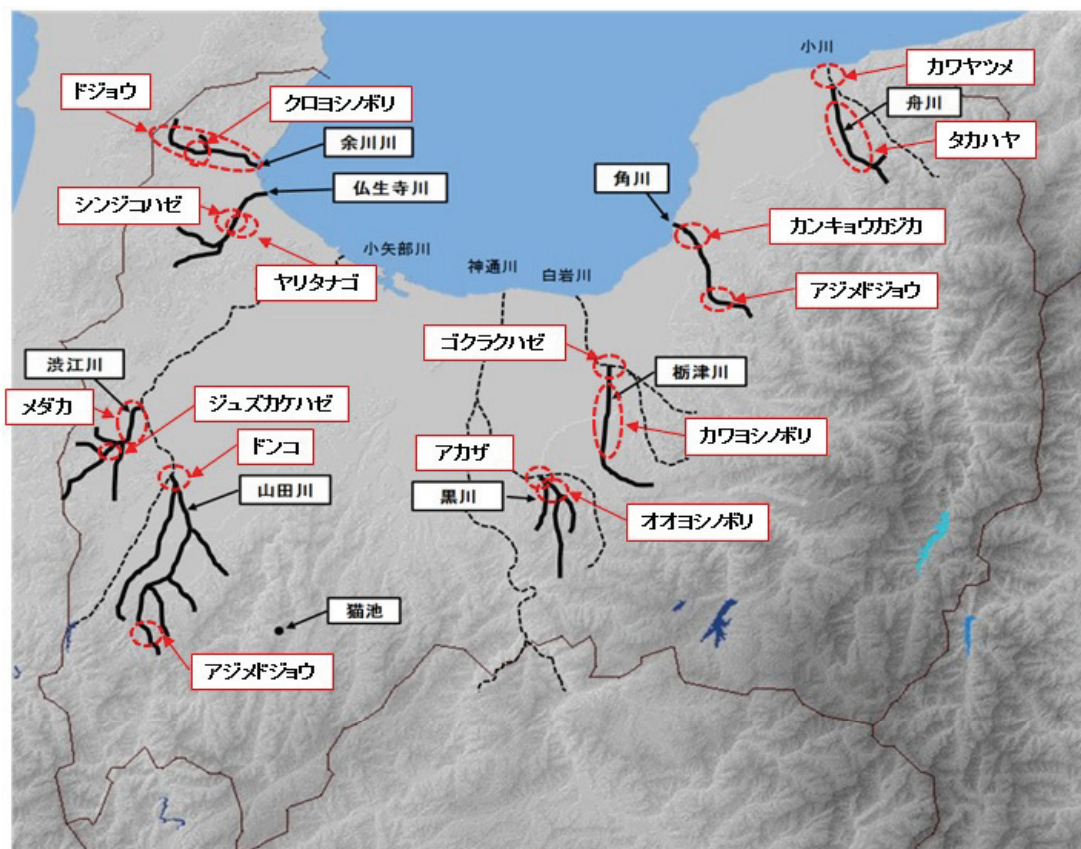 小川
カワヤツメ
舟川
タカハヤ
ドジョウ
クロヨシノボリ
余川川
仏生寺川
シンジコハゼ
ヤリタナゴ
小矢部川
神通川
白岩川
角川
カンキョウカジカ
アジメドジョウ
ゴクラクハゼ
栃津川
カワヨシノボリ
渋江川
メダカ
ジュズカケハゼ
ドンコ
山田川
アカザ
黒川
オオヨシノボリ
猫池
アジメドジョウ